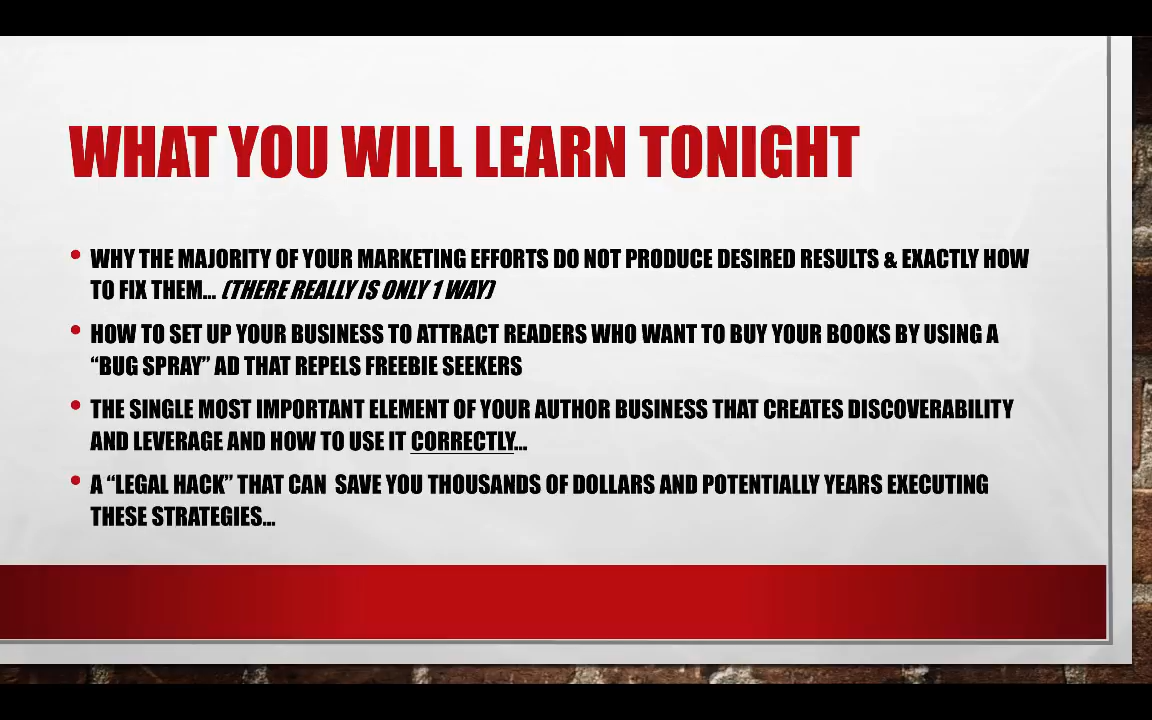 WHAT YOU WILL LEARN TONIGHT
• WHY THE MAJORITY OF YOUR MARKETING EFFORTS DO NOT PRODUCE DESIRED RESULTS & EXACTLY HOW
TO FIX THEM... (THERE REALLY IS ONLY 1 WAY)
• HOW TO SET UP YOUR BUSINESS TO ATTRACT READERS WHO WANT TO BUY YOUR BOOKS BY USING A
“BUG SPRAY” AD THAT REPELS FREEBIE SEEKERS
• THE SINGLE MOST IMPORTANT ELEMENT OF YOUR AUTHOR BUSINESS THAT CREATES DISCOVERABILITY
AND LEVERAGE AND HOW TO USE IT CORRECTLY...
• A “LEGAL HACK” THAT CAN SAVE YOU THOUSANDS OF DOLLARS AND POTENTIALLY YEARS EXECUTING
THESE STRATEGIES...